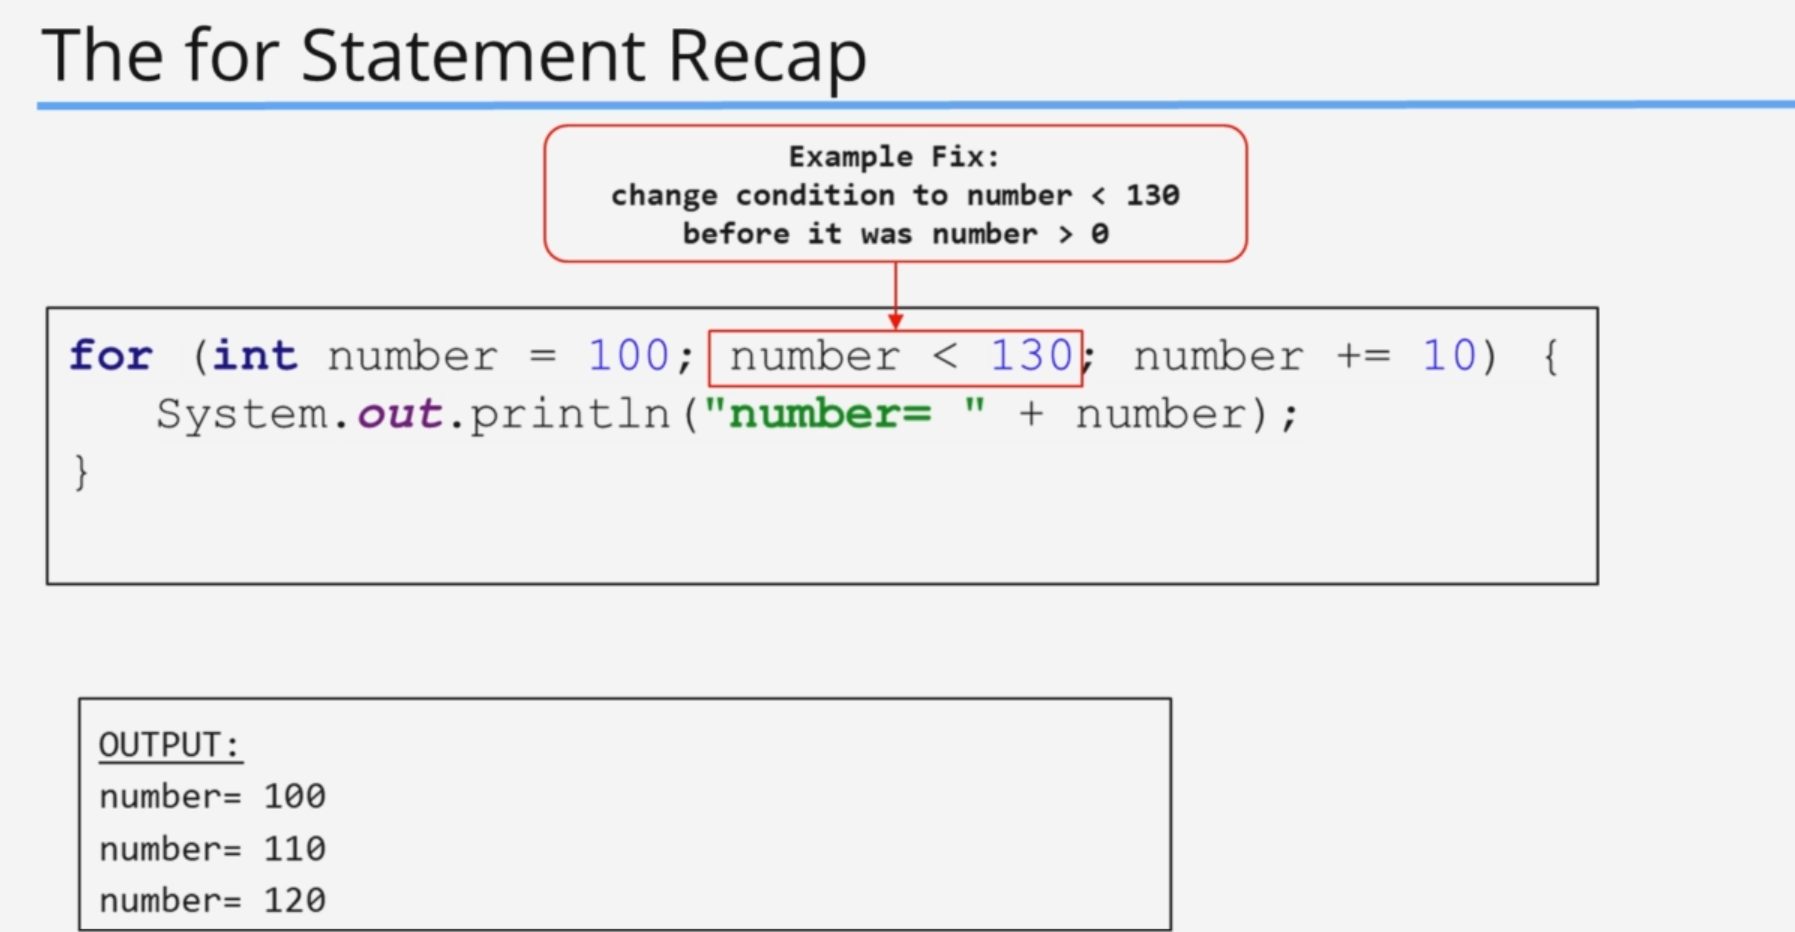 The for Statement Recap
Example Fix:
change condition to number < 130
before it was number > 0
for (int number = 100; number < 130; number += 10) {
System.out.println("number= " + number);
}
OUTPUT:
number= 100
number= 110
number= 120